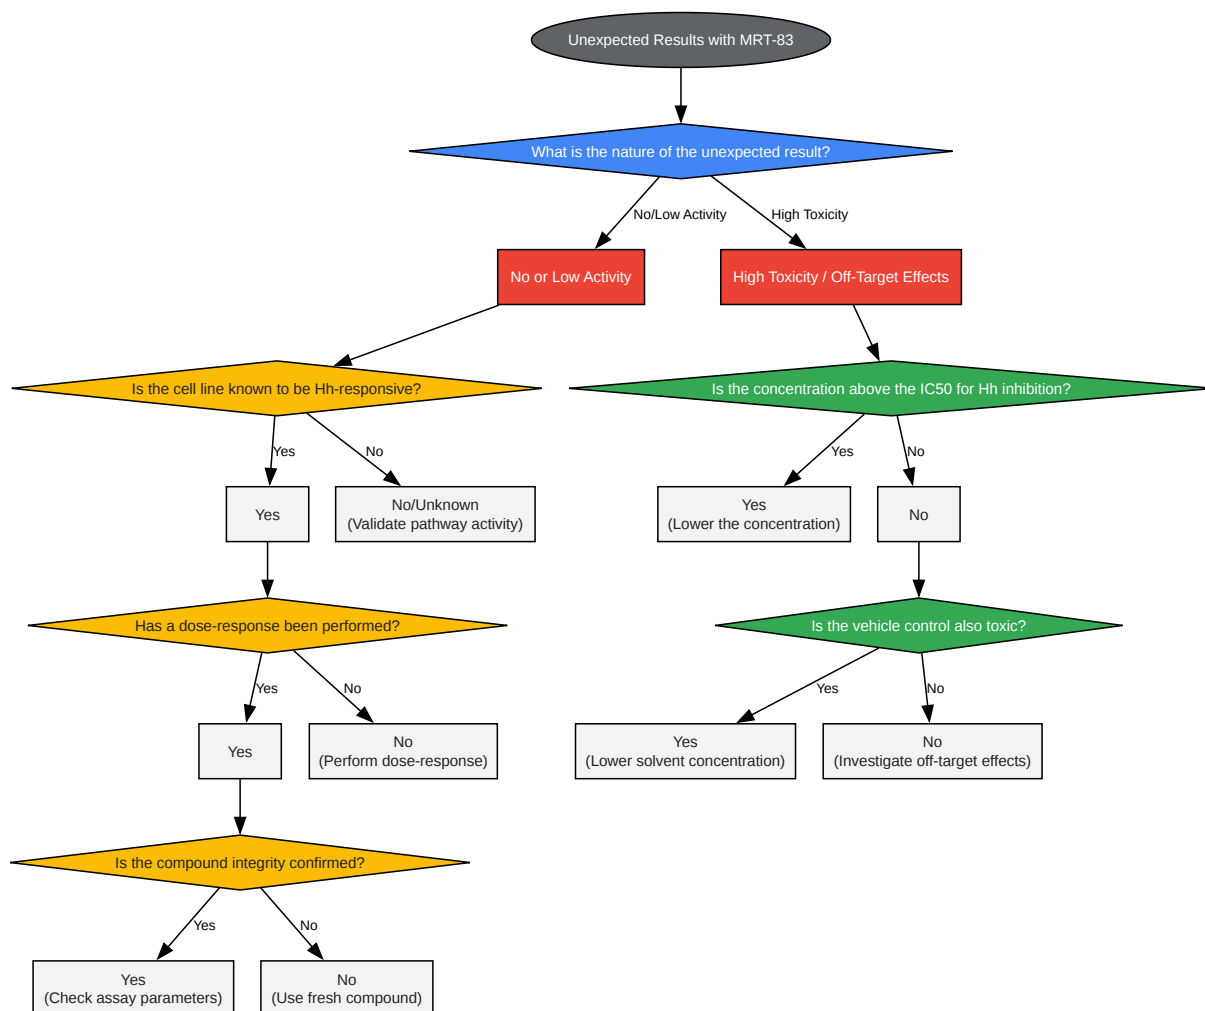 Unexpected Results with MRT-83
What is the nature of the unexpected result?
No/Low Activity
High Toxicity
No or Low Activity
High Toxicity / Off-Target Effects
Is the cell line known to be Hh-responsive?
Is the concentration above the IC50 for Hh inhibition?
Yes
No
Yes
No
Yes
No/Unknown
(Validate pathway activity)
Yes
(Lower the concentration)
No
Has a dose-response been performed?
Is the vehicle control also toxic?
Yes
No
Yes
No
Yes
No
(Perform dose-response)
Yes
(Lower solvent concentration)
No
(Investigate off-target effects)
Is the compound integrity confirmed?
Yes
No
Yes
(Check assay parameters)
No
(Use fresh compound)